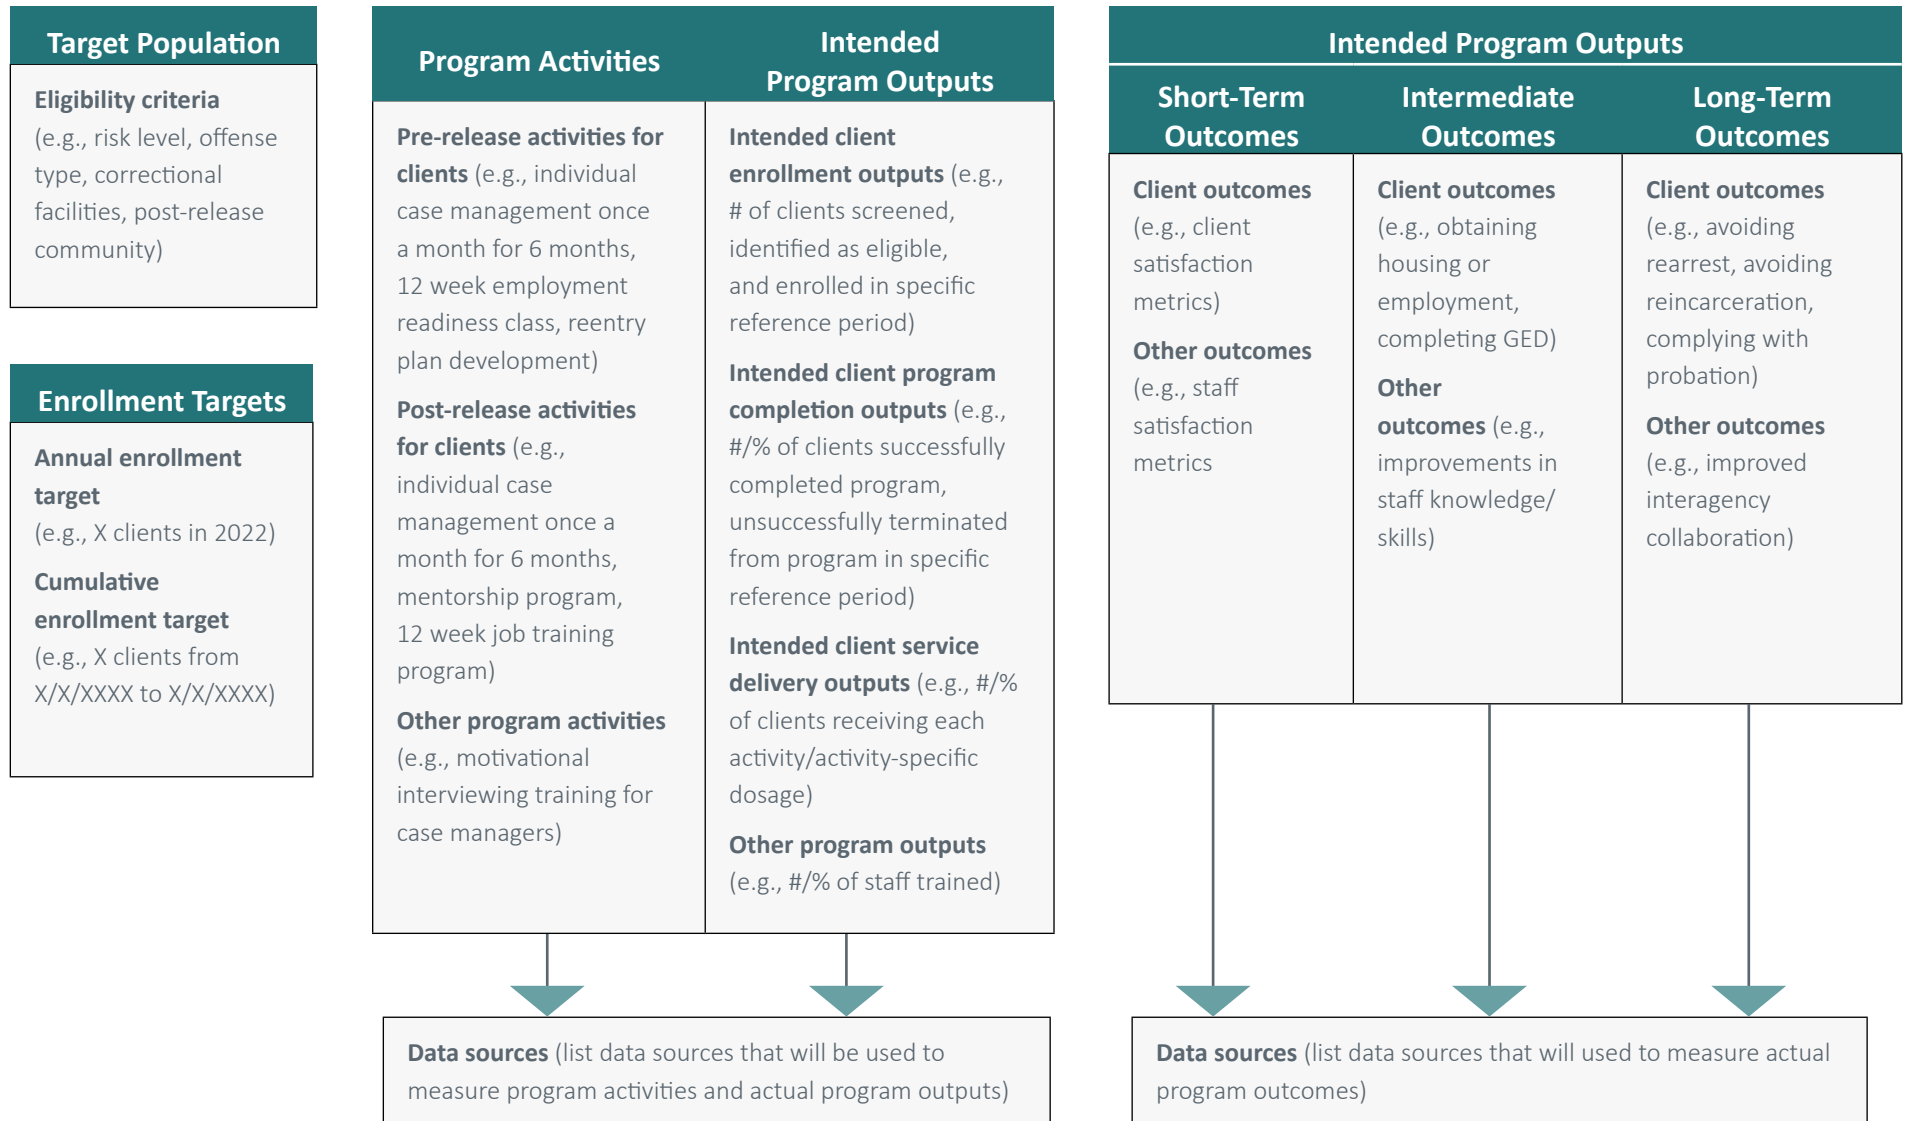 Target Population
Eligibility criteria
(e.g., risk level, offense
type, correctional
facilities, post-release
community)
Enrollment Targets
Annual enrollment
target
(e.g., X clients in 2022)
Cumulative
enrollment target
(e.g., X clients from
X/X/XXXX to X/X/XXXX)
Program Activities
Pre-release activities for
clients (e.g., individual
case management once
a month for 6 months,
12 week employment
readiness class, reentry
plan development)
Post-release activities
for clients (e.g.,
individual case
management once a
month for 6 months,
mentorship program,
12 week job training
program)
Other program activities
(e.g., motivational
interviewing training for
case managers)
Intended
Program Outputs
Intended client
enrollment outputs (e.g.,
# of clients screened,
identified as eligible,
and enrolled in specific
reference period)
Intended client program
completion outputs (e.g.,
#/% of clients successfully
completed program,
unsuccessfully terminated
from program in specific
reference period)
Intended client service
delivery outputs (e.g., #/%
of clients receiving each
activity/activity-specific
dosage)
Other program outputs
(e.g., #/% of staff trained)
Data sources (list data sources that will be used to
measure program activities and actual program outputs)
Intended Program Outputs
Short-Term
Outcomes
Client outcomes
(e.g., client
satisfaction
metrics)
Other outcomes
(e.g., staff
satisfaction
metrics
Intermediate
Outcomes
Client outcomes
(e.g., obtaining
housing or
employment,
completing GED)
Other
outcomes (e.g.,
improvements in
staff knowledge/
skills)
Long-Term
Outcomes
Client outcomes
(e.g., avoiding
rearrest, avoiding
reincarceration,
complying with
probation)
Other outcomes
(e.g., improved
interagency
collaboration)
Data sources (list data sources that will used to measure actual
program outcomes)